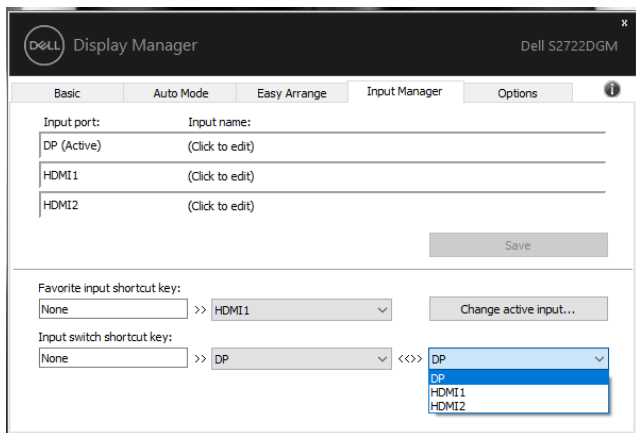 x
DELL Display Manager Dell S2722DGM
Basic Auto Mode Easy Arrange Input Manager Options i
Input port: Input name:
DP (Active) (Click to edit)
HDMI1 (Click to edit)
HDMI2 (Click to edit)
Save
Favorite input shortcut key:
None >> HDMI1 Change active input...
Input switch shortcut key:
None >> DP <<>> DP
DP
HDMI1
HDMI2